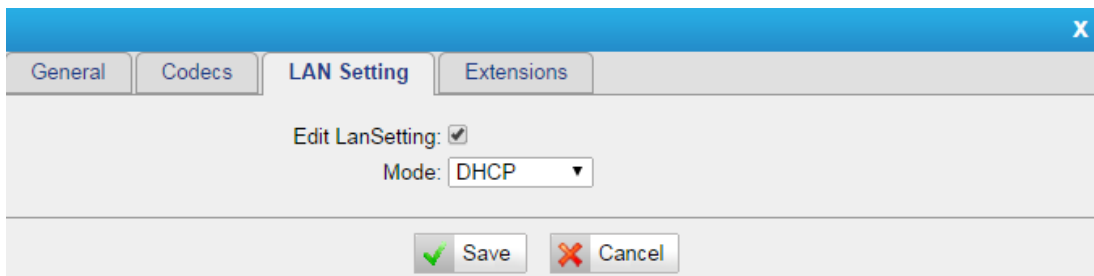 X
General Codecs LAN Setting Extensions
Edit LanSetting:
Mode: DHCP
Save Cancel